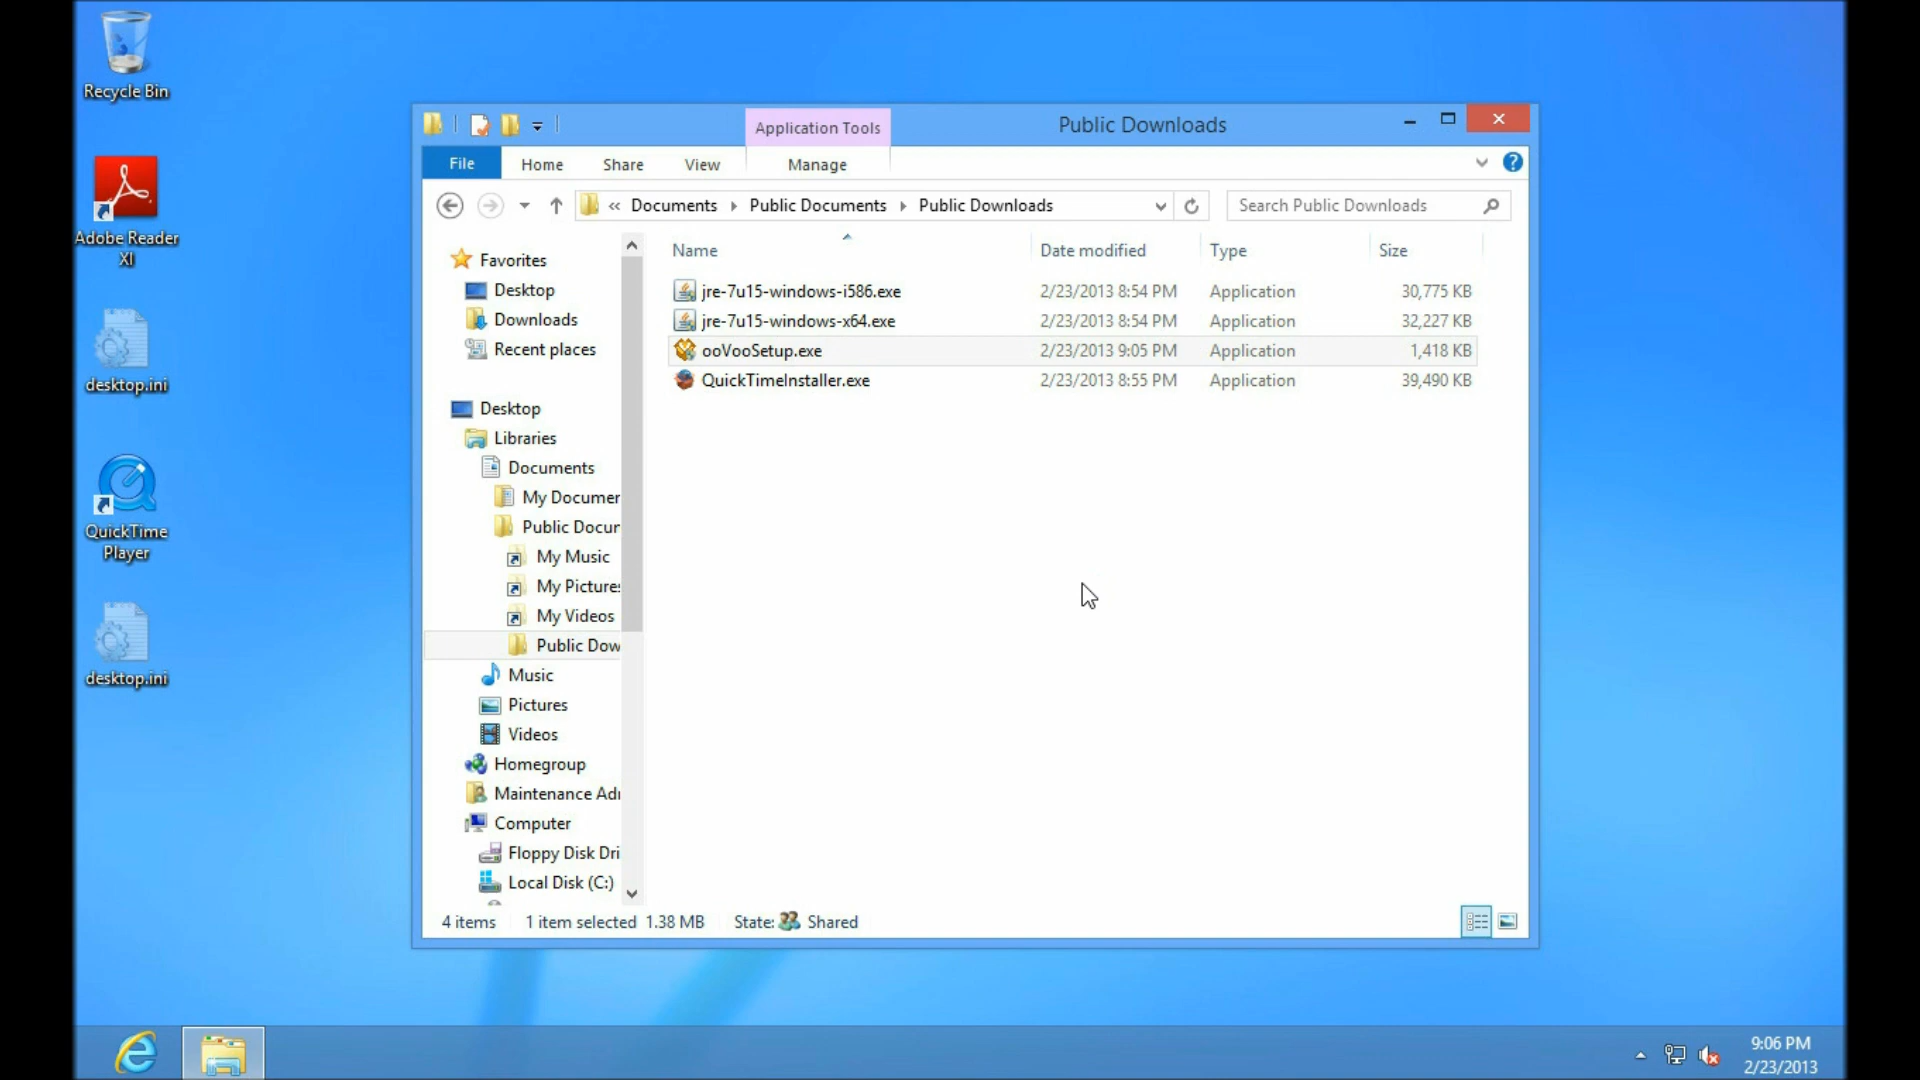 Recycle Bin
Adobe Reader
XI
desktop.ini
QuickTime
Player
desktop.ini
Application Tools
Public Downloads
File
Home
Share
View
Manage
« Documents Public Documents Public Downloads
Search Public Downloads
Favorites
Desktop
Downloads
Recent places
Desktop
Libraries
Documents
My Documen
Public Docur
My Music
My Pictures
My Videos
Public Dow
Music
Pictures
Videos
Homegroup
Maintenance Adr
Computer
Floppy Disk Dri
Local Disk (C:)
Name Date modified Type Size
jre-7u15-windows-i586.exe 2/23/2013 8:54 PM Application 30,775 KB
jre-7u15-windows-x64.exe 2/23/2013 8:54 PM Application 32,227 KB
ooVooSetup.exe 2/23/2013 9:05 PM Application 1,418 KB
QuickTimeInstaller.exe 2/23/2013 8:55 PM Application 39,490 KB
4 items 1 item selected 1.38 MB State: Shared
9:06 PM
2/23/2013